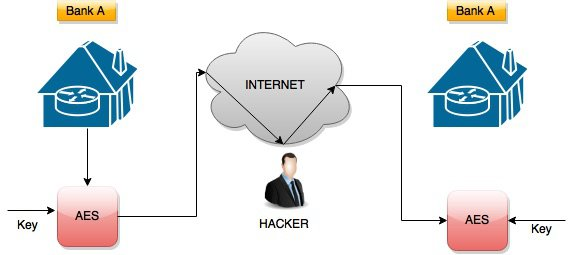 Bank A
Bank A
INTERNET
HACKER
AES
Key
AES
Key